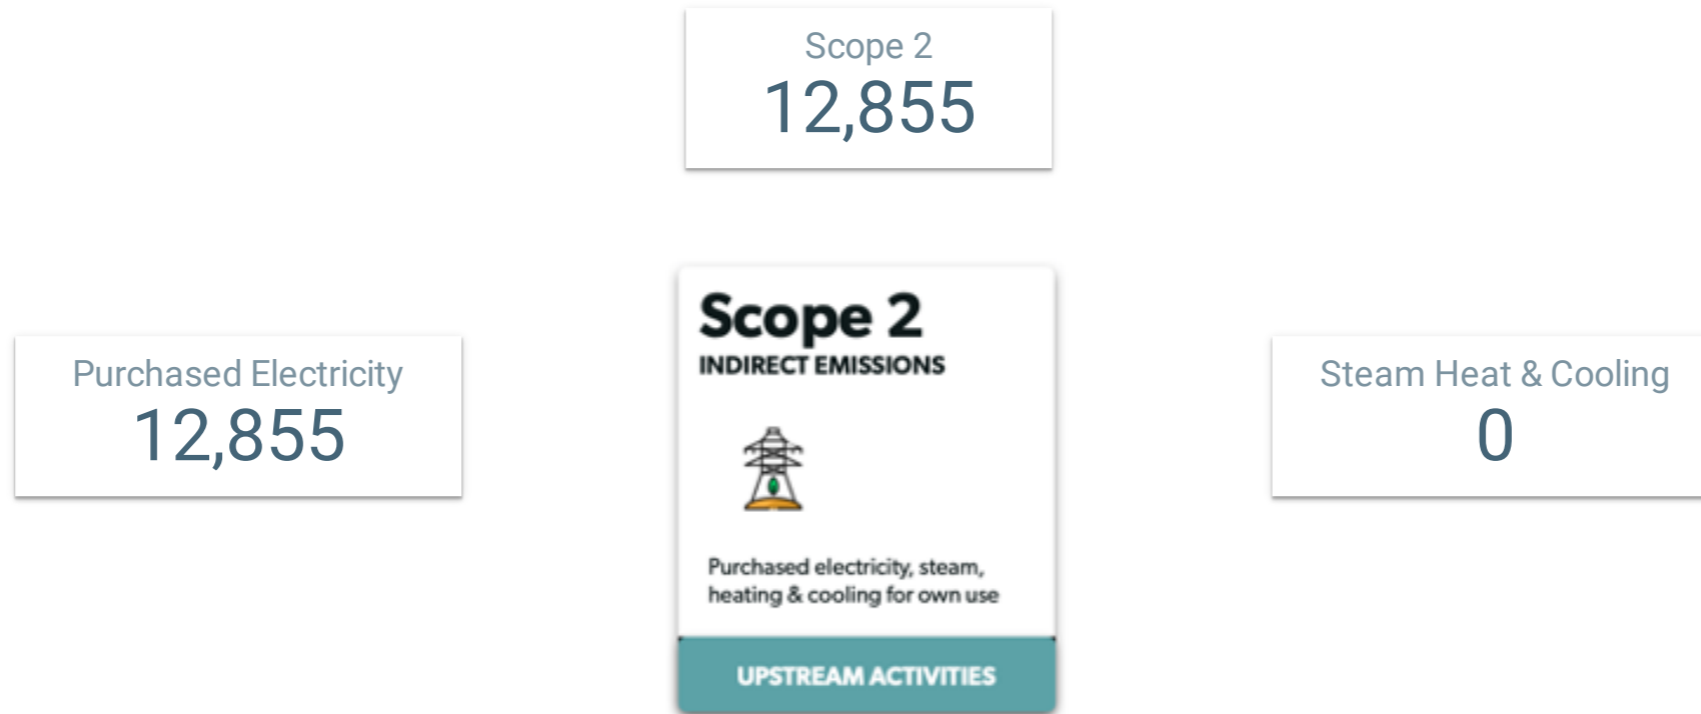 Scope 2
12,855
Purchased Electricity
12,855
Scope 2
INDIRECT EMISSIONS
Purchased electricity, steam,
heating & cooling for own use
UPSTREAM ACTIVITIES
Steam Heat & Cooling
0